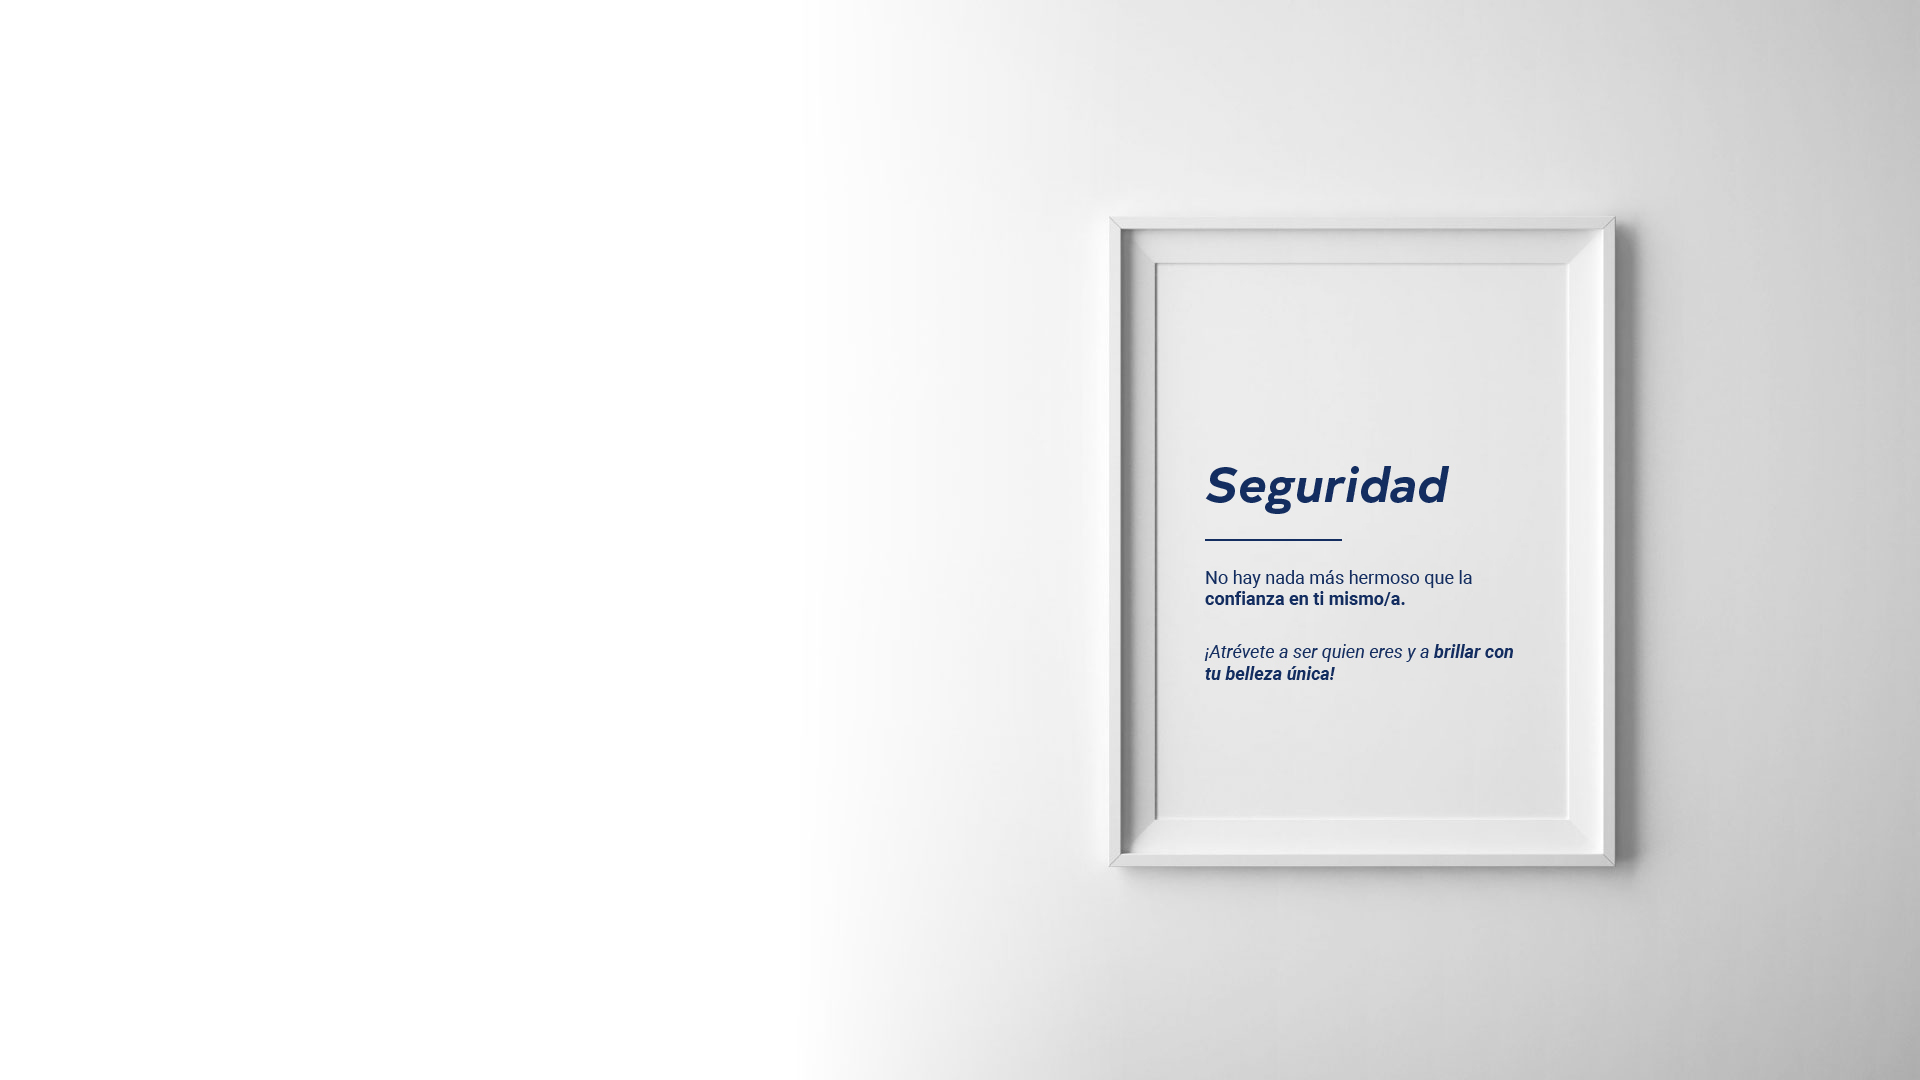 Seguridad
No hay nada más hermoso que la
confianza en ti mismo/a.
¡Atrévete a ser quien eres y a brillar con
tu belleza única!